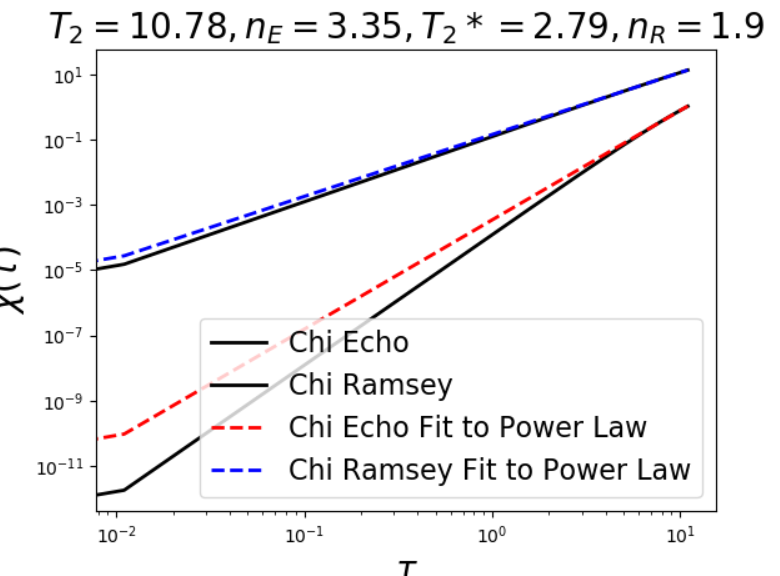 T₂ = 10.78, n_E = 3.35, T₂* = 2.79, n_R = 1.9
10¹
10⁻¹
10⁻³
10⁻⁵
10⁻⁷
10⁻⁹
10⁻¹¹
χ(τ)
Chi Echo
Chi Ramsey
Chi Echo Fit to Power Law
Chi Ramsey Fit to Power Law
10⁻² 10⁻¹ 10⁰ 10¹
τ